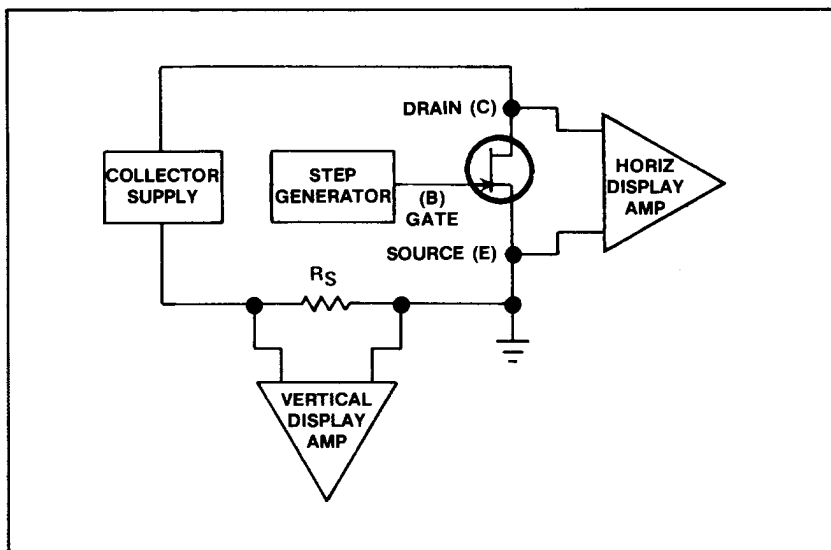 DRAIN (C)
COLLECTOR
SUPPLY
STEP
GENERATOR
(B)
GATE
HORIZ
DISPLAY
AMP
SOURCE (E)
RS
VERTICAL
DISPLAY
AMP